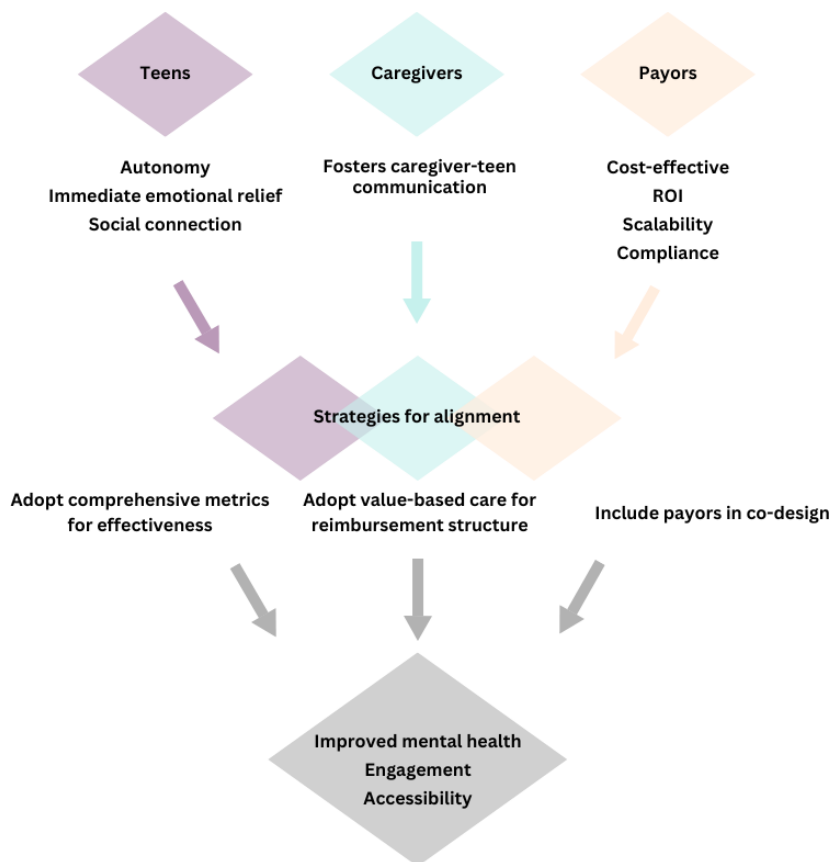 Teens
Caregivers
Payors
Autonomy
Immediate emotional relief
Social connection
Fosters caregiver-teen
communication
Cost-effective
ROI
Scalability
Compliance
Strategies for alignment
Adopt comprehensive metrics
for effectiveness
Adopt value-based care for
reimbursement structure
Include payors in co-design
Improved mental health
Engagement
Accessibility